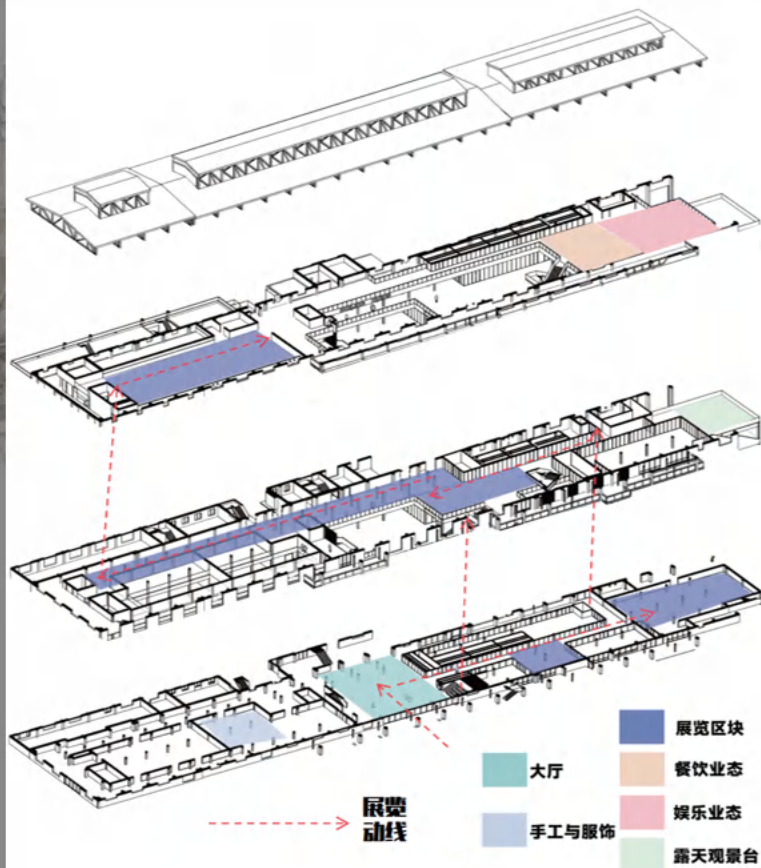 展览区块
大厅
餐饮业态
展览
动线
娱乐业态
手工与服饰
露天观景台